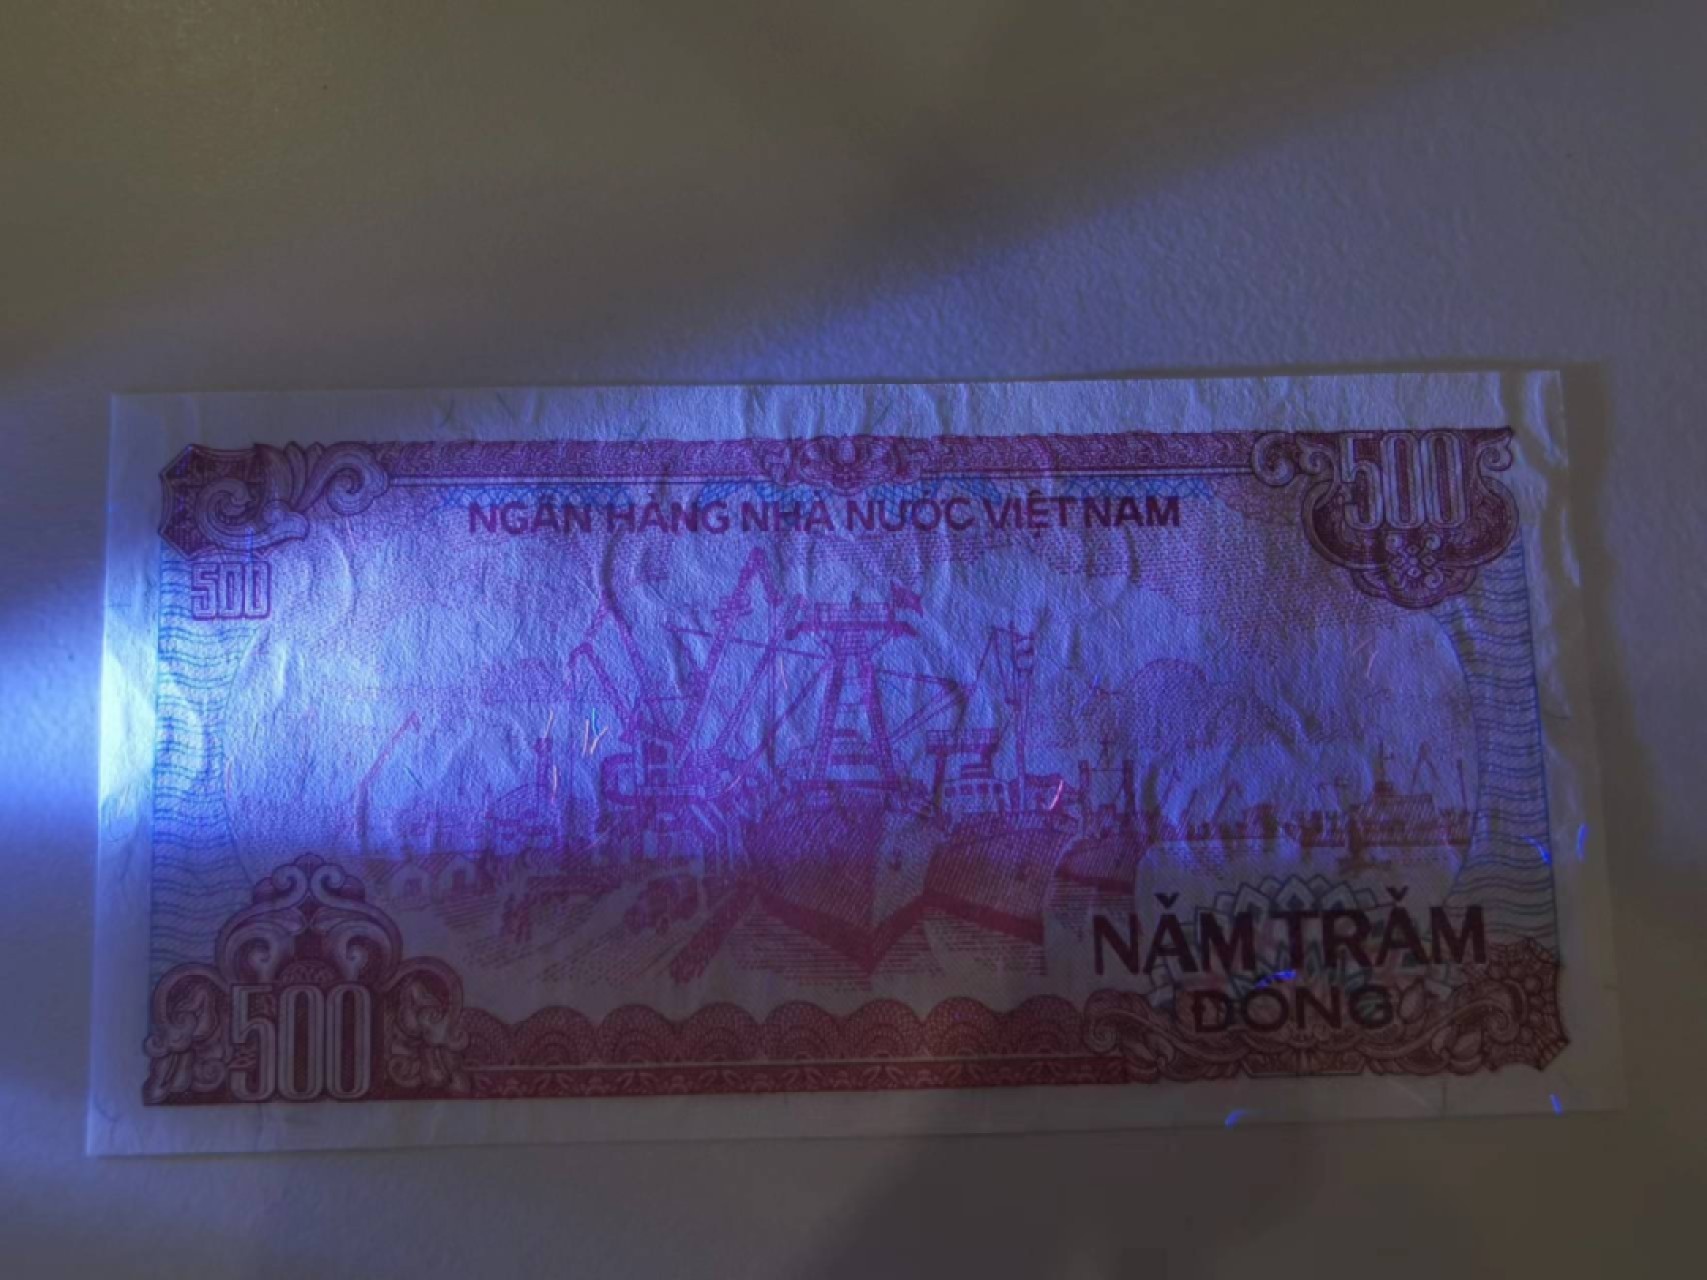 500
NGÂN HÀNG NHÀ NƯỚC VIỆT NAM
500
NĂM TRĂM
ĐỒNG
500